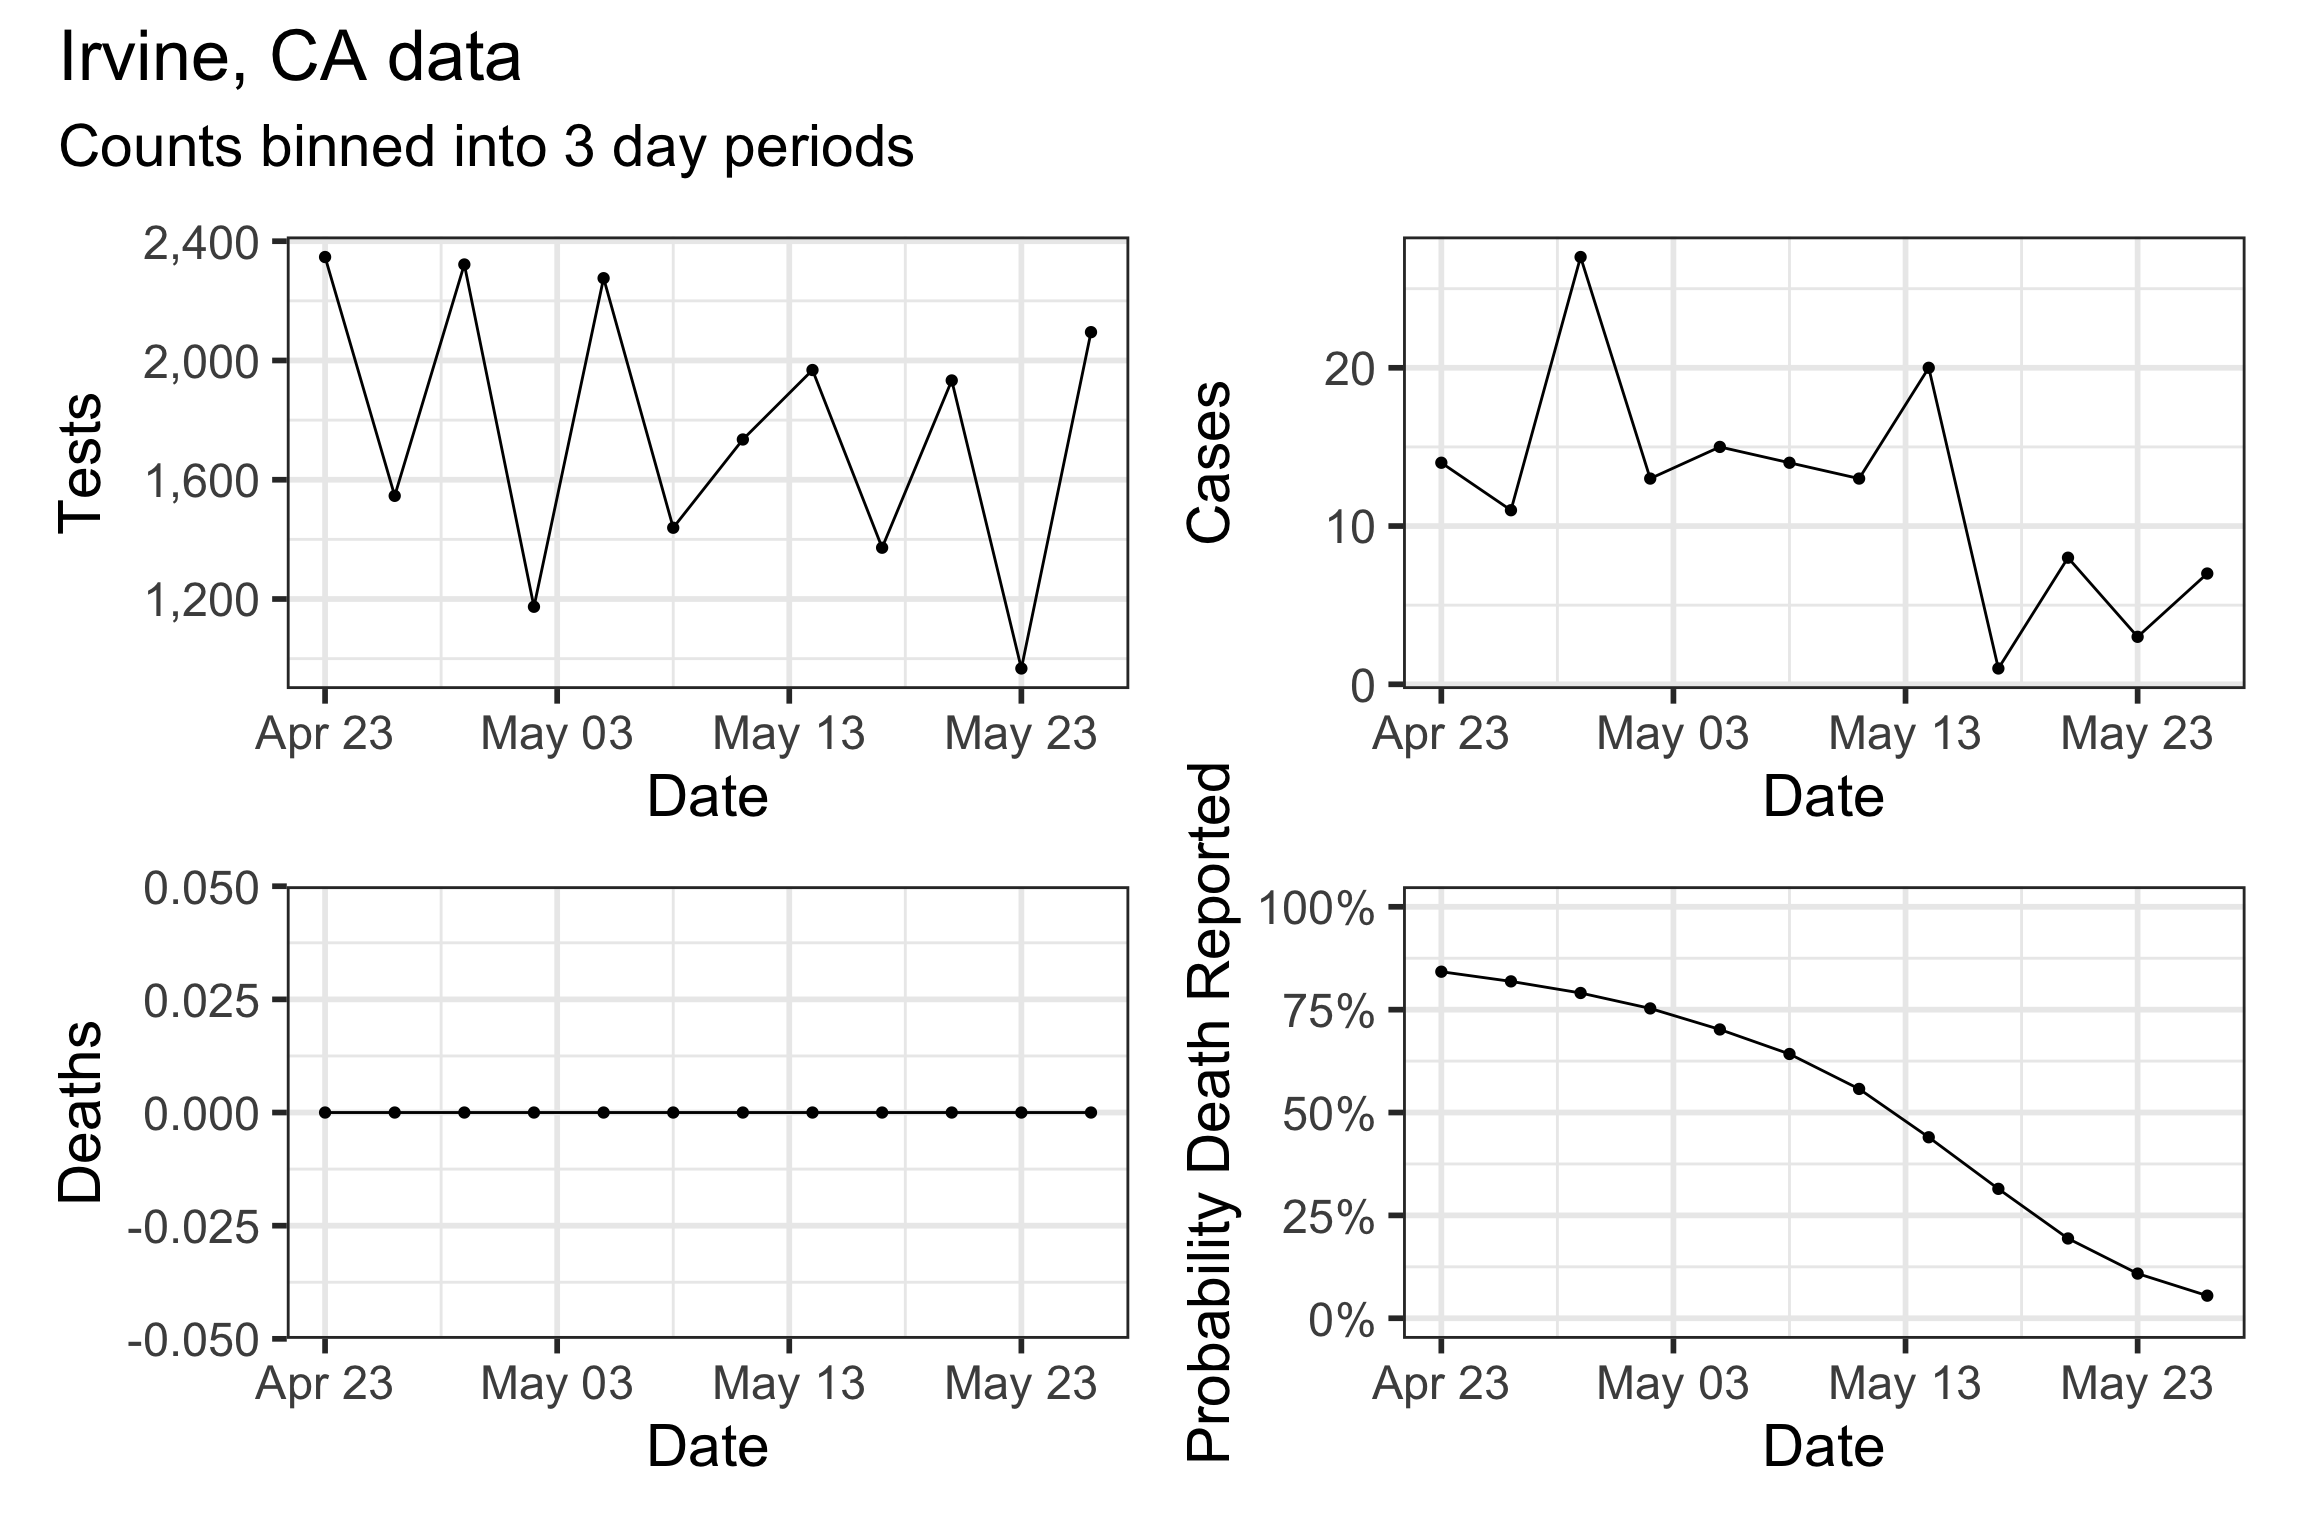 Irvine, CA data
Counts binned into 3 day periods
Tests
2,400
2,000
1,600
1,200
Apr 23 May 03 May 13 May 23
Date
Cases
20
10
0
Apr 23 May 03 May 13 May 23
Date
Deaths
0.050
0.025
0.000
-0.025
-0.050
Apr 23 May 03 May 13 May 23
Date
Probability Death Reported
100%
75%
50%
25%
0%
Apr 23 May 03 May 13 May 23
Date